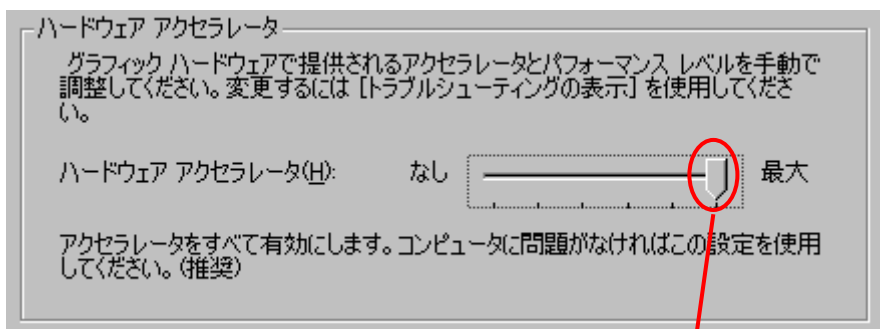 ハードウェア アクセラレータ
グラフィック ハードウェアで提供されるアクセラレータとパフォーマンス レベルを手動で
調整してください。変更するには [トラブルシューティングの表示] を使用してくださ
い。
ハードウェア アクセラレータ(H): なし 最大
アクセラレータをすべて有効にします。コンピュータに問題がなければこの設定を使用
してください。(推奨)